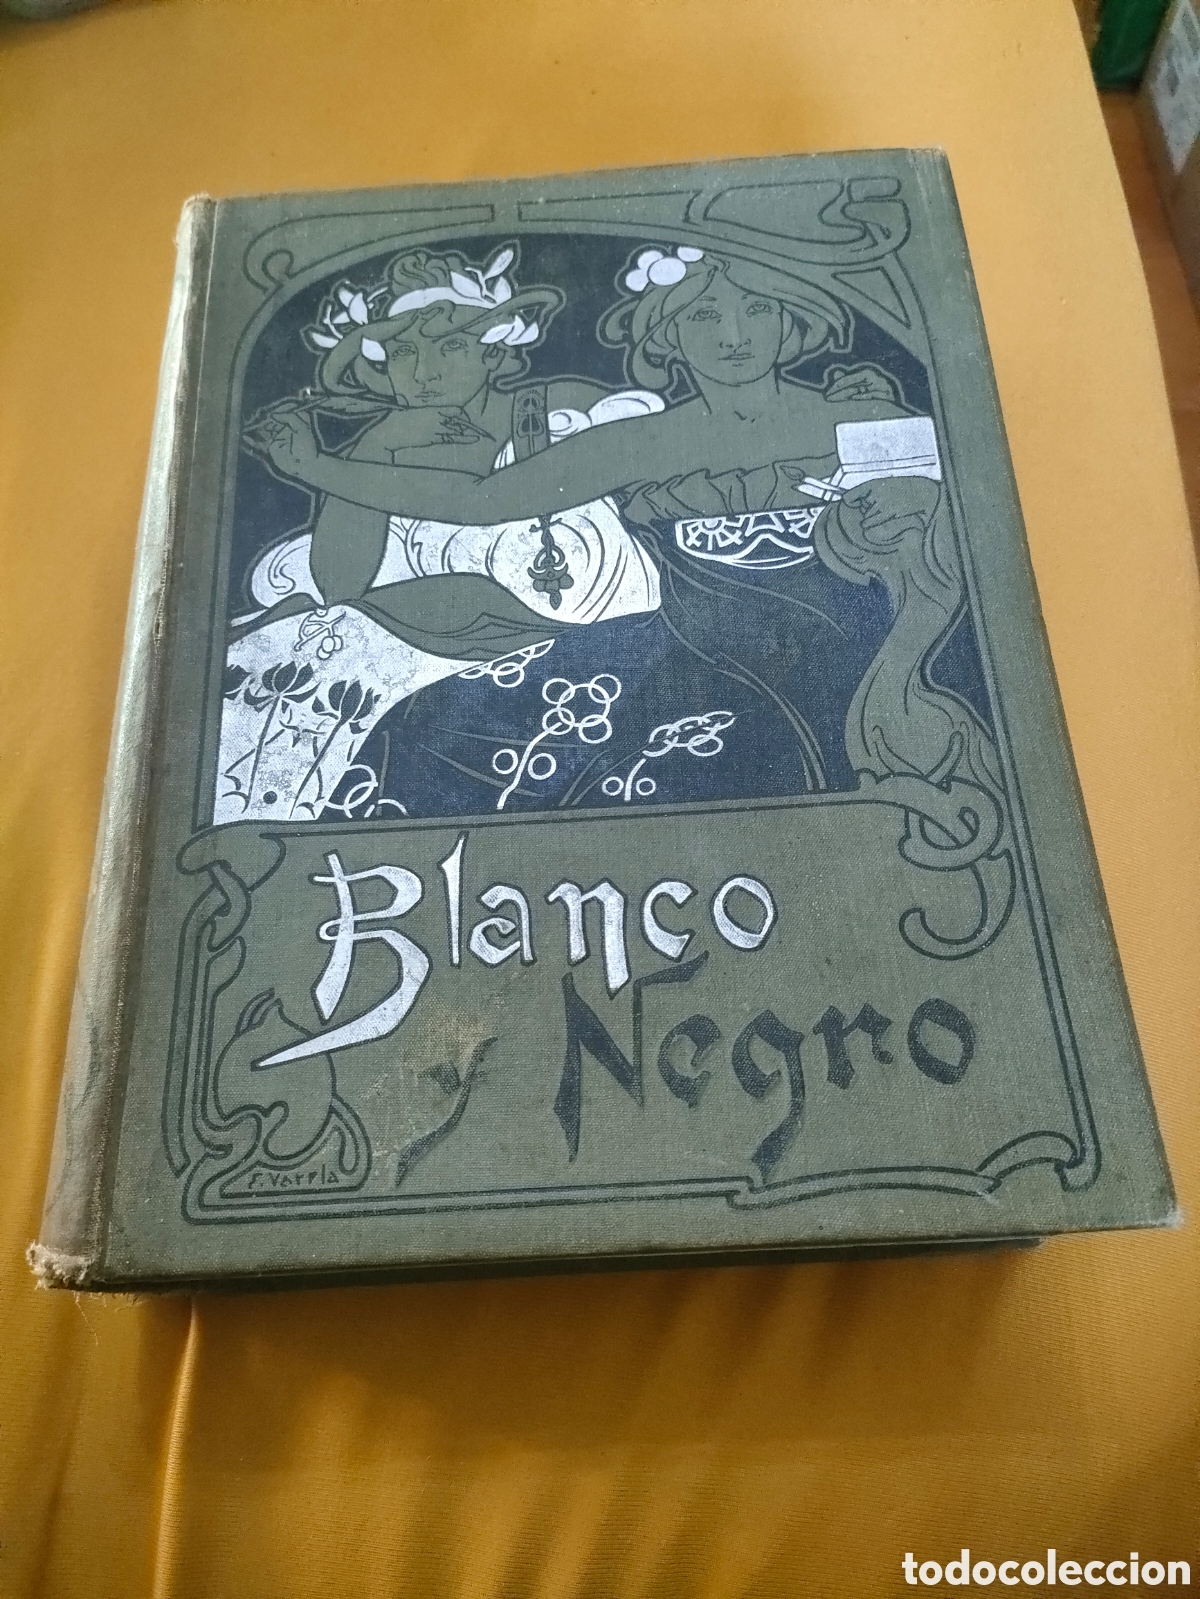 Blanco
y Negro
E. Varela
todocoleccion